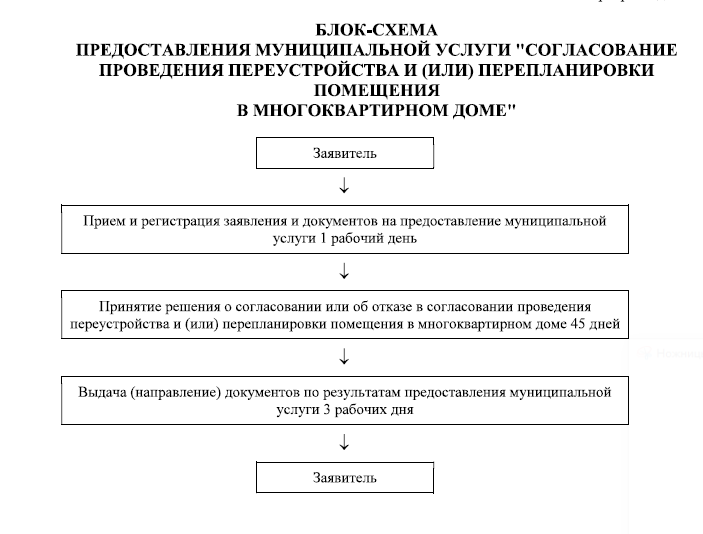 БЛОК-СХЕМА
ПРЕДОСТАВЛЕНИЯ МУНИЦИПАЛЬНОЙ УСЛУГИ "СОГЛАСОВАНИЕ
ПРОВЕДЕНИЯ ПЕРЕУСТРОЙСТВА И (ИЛИ) ПЕРЕПЛАНИРОВКИ
ПОМЕЩЕНИЯ
В МНОГОКВАРТИРНОМ ДОМЕ"
Заявитель
Прием и регистрация заявления и документов на предоставление муниципальной
услуги 1 рабочий день
Принятие решения о согласовании или об отказе в согласовании проведения
переустройства и (или) перепланировки помещения в многоквартирном доме 45 дней
Выдача (направление) документов по результатам предоставления муниципальной
услуги 3 рабочих дня
Заявитель